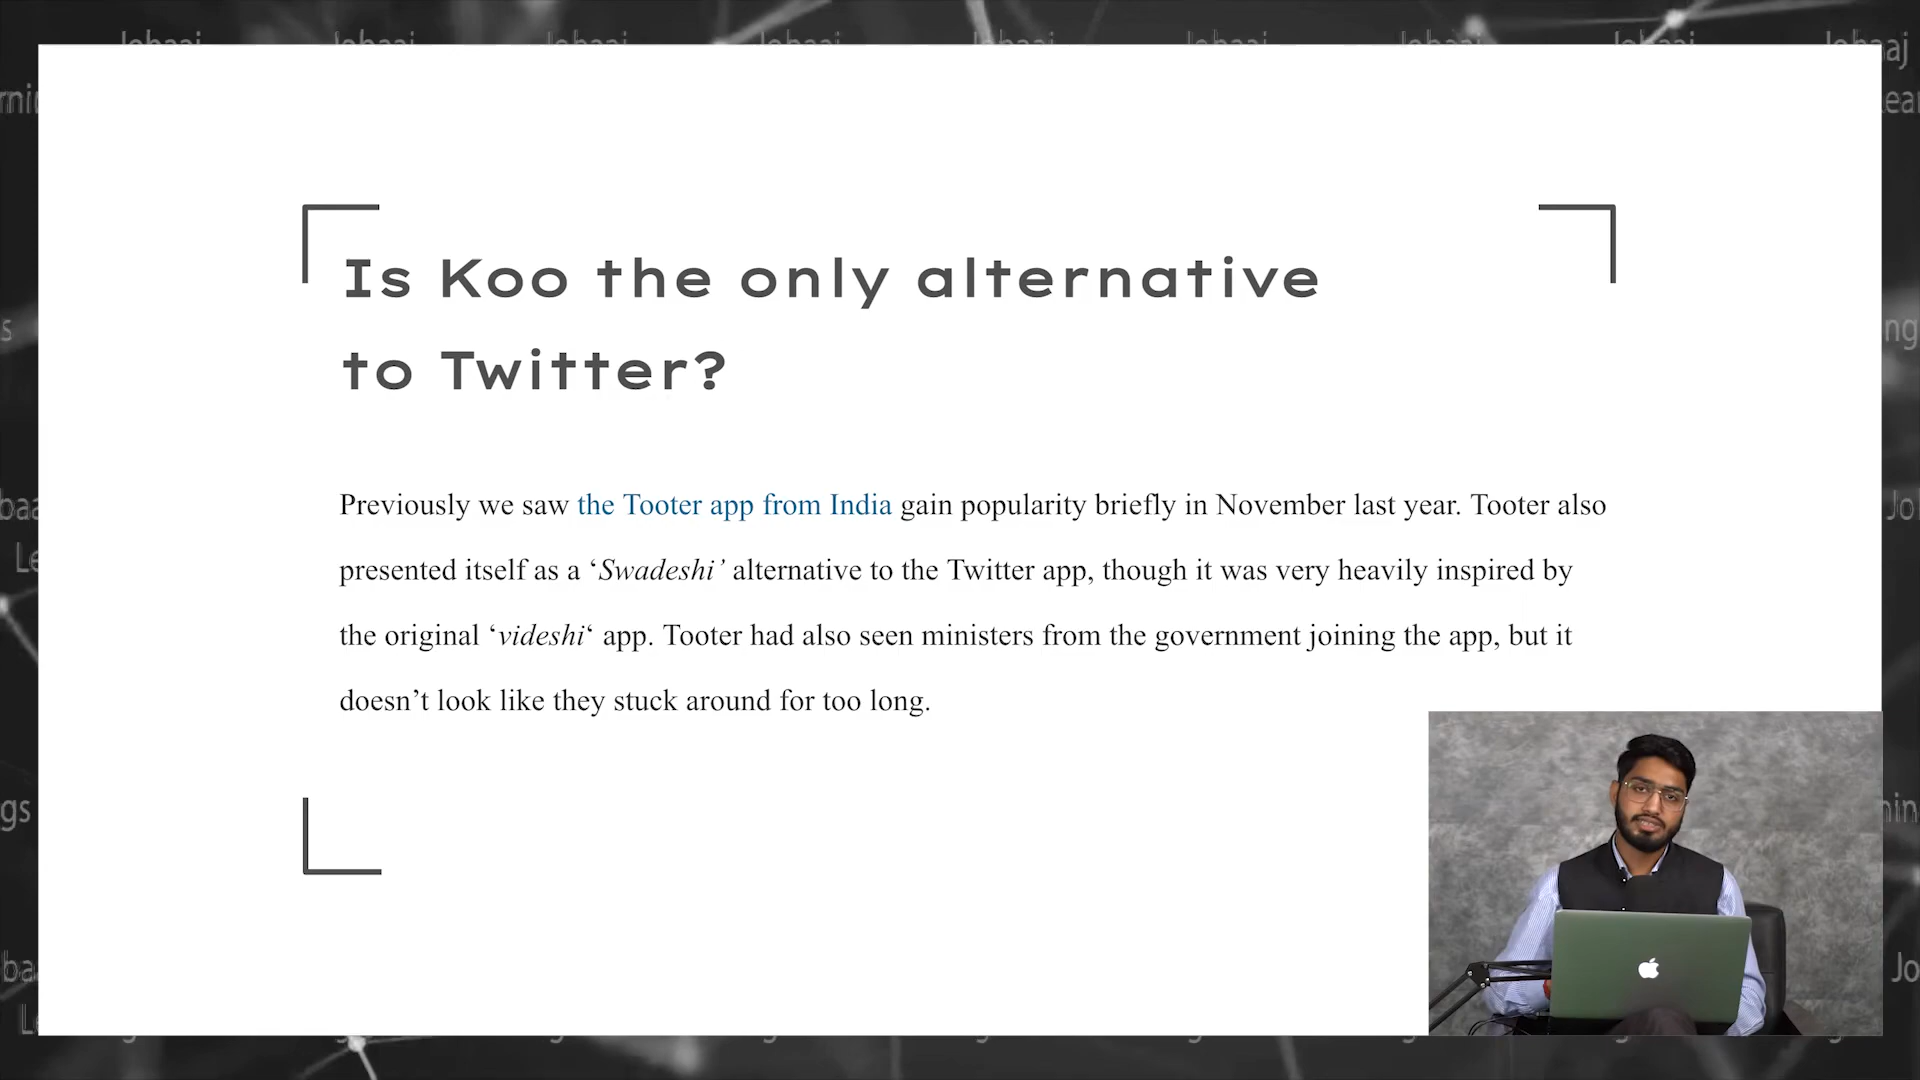 Is Koo the only alternative
to Twitter?
Previously we saw the Tooter app from India gain popularity briefly in November last year. Tooter also
presented itself as a ‘Swadeshi’ alternative to the Twitter app, though it was very heavily inspired by
the original ‘videshi‘ app. Tooter had also seen ministers from the government joining the app, but it
doesn’t look like they stuck around for too long.